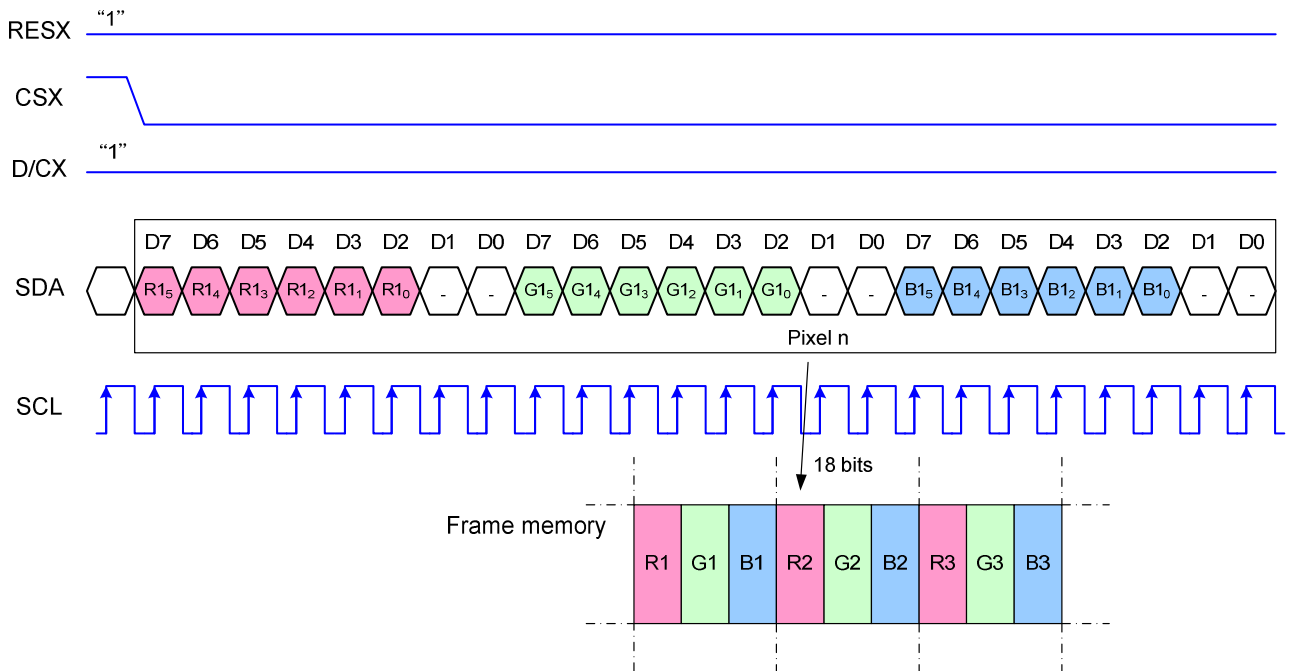 “1”
RESX
CSX
“1”
D/CX
D7 D6 D5 D4 D3 D2 D1 D0 D7 D6 D5 D4 D3 D2 D1 D0 D7 D6 D5 D4 D3 D2 D1 D0
SDA R1₅ R1₄ R1₃ R1₂ R1₁ R1₀ - - G1₅ G1₄ G1₃ G1₂ G1₁ G1₀ - - B1₅ B1₄ B1₃ B1₂ B1₁ B1₀ - -
Pixel n
SCL
18 bits
Frame memory
R1 G1 B1 R2 G2 B2 R3 G3 B3